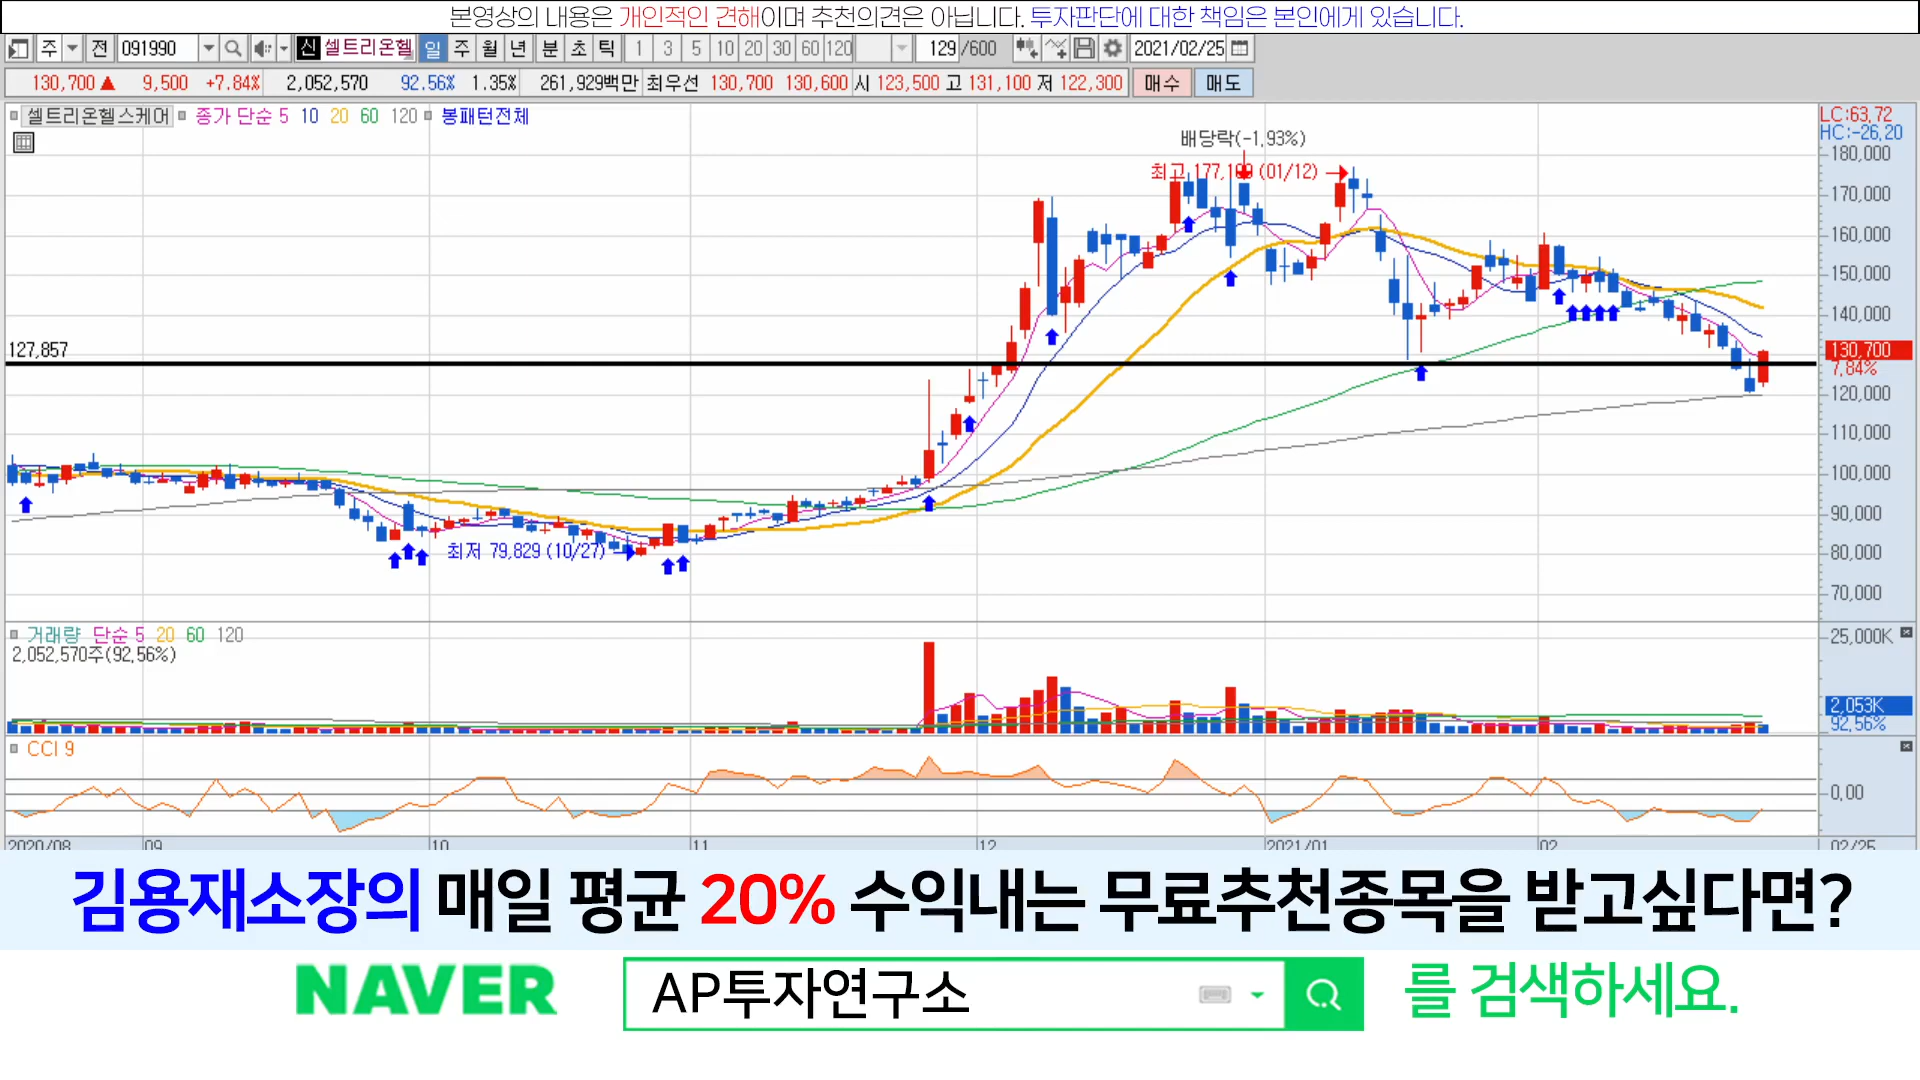 본영상의 내용은 개인적인 견해이며 추천의견은 아닙니다. 투자판단에 대한 책임은 본인에게 있습니다.
주 전 091990 신 셀트리온헬 일 주 월 년 분 초 틱 1 3 5 10 20 30 60 120 129 /600 2021/02/25
130,700 ▲ 9,500 +7.84% 2,052,570 92.56% 1.35% 261,929백만 최우선 130,700 130,600 시 123,500 고 131,100 저 122,300 매수 매도
셀트리온헬스케어 종가 단순 5 10 20 60 120 봉패턴전체
LC:63.72
HC:-26.20
배당락(-1.93%)
최고 177,100 (01/12)
180,000
170,000
160,000
150,000
140,000
127,857
130,700
7.84%
120,000
110,000
100,000
90,000
최저 79,829 (10/27)
80,000
70,000
거래량 단순 5 20 60 120
25,000K
2,052,570주(92.56%)
2,053K
92.56%
CCI 9
0.00
2020/08 09 10 11 12 2021/01 02 02/25
김용재소장의 매일 평균 20% 수익내는 무료추천종목을 받고싶다면?
NAVER AP투자연구소 를 검색하세요.